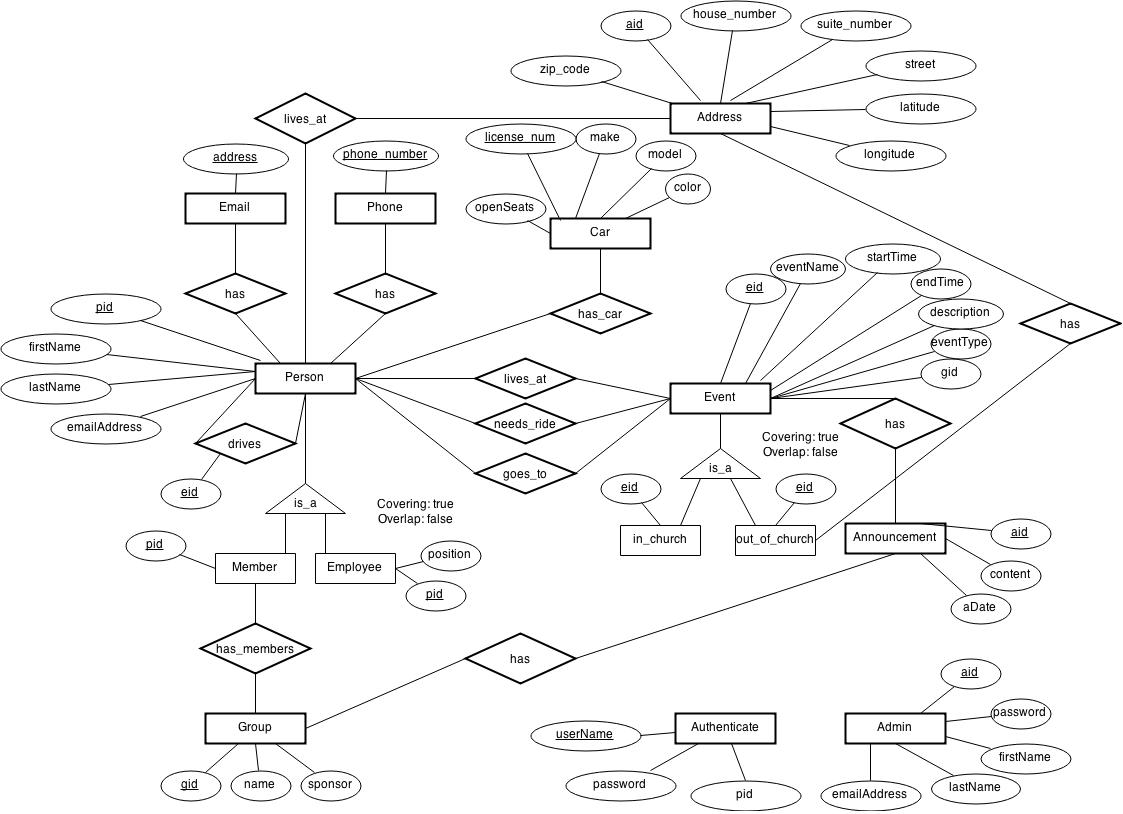 aid
house_number
suite_number
zip_code
street
lives_at
Address
latitude
license_num
make
address
phone_number
model
longitude
color
Email
Phone
openSeats
Car
startTime
eventName
eid
endTime
has
has
pid
has_car
description
has
firstName
eventType
Person
lives_at
gid
lastName
Event
emailAddress
needs_ride
has
drives
Covering: true
Overlap: false
goes_to
is_a
eid
eid
eid
is_a
Covering: true
Overlap: false
in_church
out_of_church
Announcement
aid
pid
position
Member
Employee
content
pid
aDate
has_members
has
aid
password
Group
userName
Authenticate
Admin
firstName
gid
name
sponsor
password
pid
emailAddress
lastName